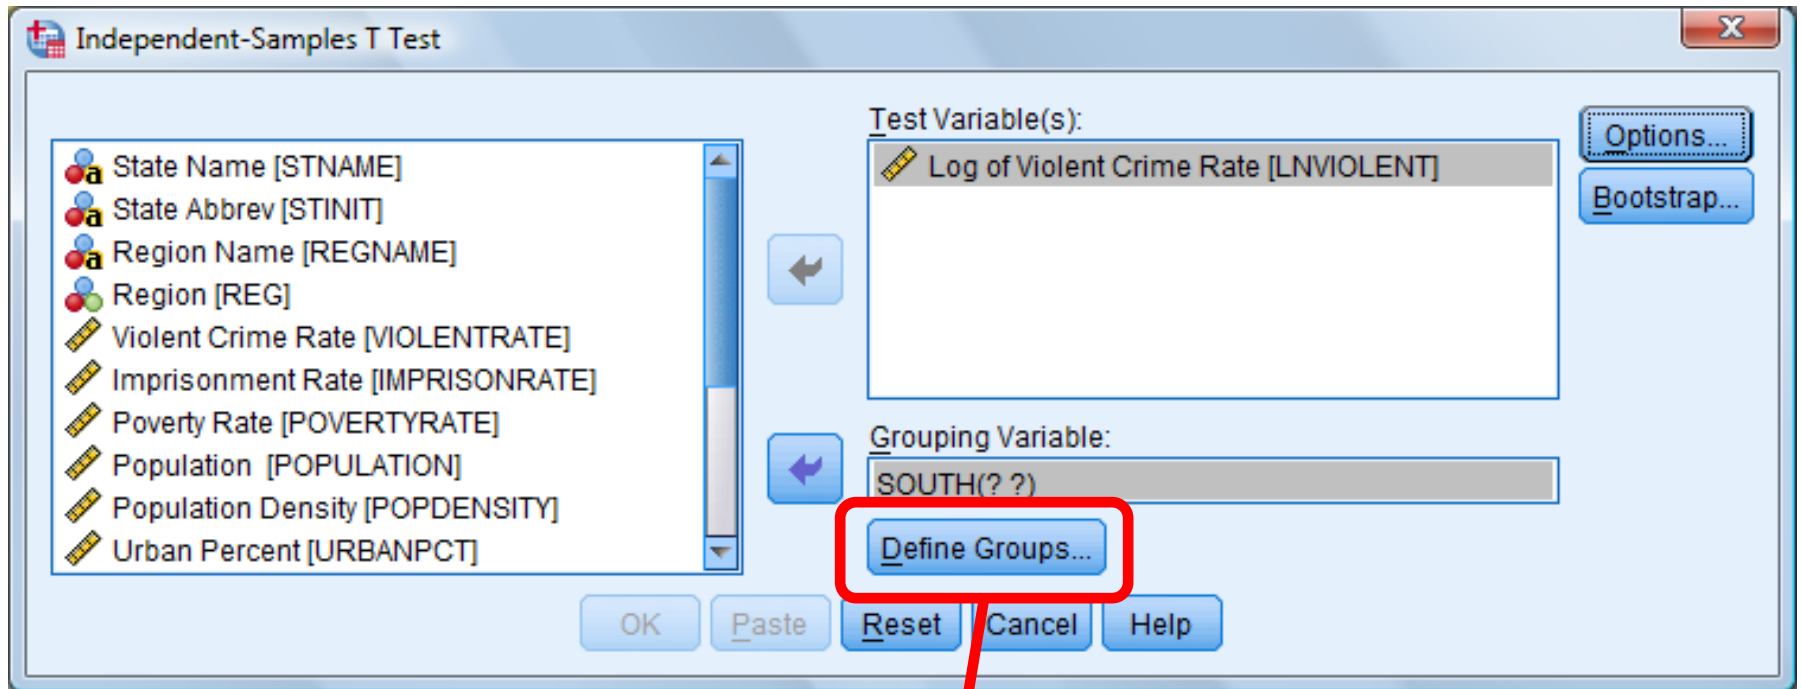 Independent-Samples T Test
State Name [STNAME]
State Abbrev [STINIT]
Region Name [REGNAME]
Region [REG]
Violent Crime Rate [VIOLENTRATE]
Imprisonment Rate [IMPRISONRATE]
Poverty Rate [POVERTYRATE]
Population [POPULATION]
Population Density [POPDENSITY]
Urban Percent [URBANPCT]
Test Variable(s):
Log of Violent Crime Rate [LNVIOLENT]
Grouping Variable:
SOUTH(? ?)
Define Groups...
Options...
Bootstrap...
OK Paste Reset Cancel Help